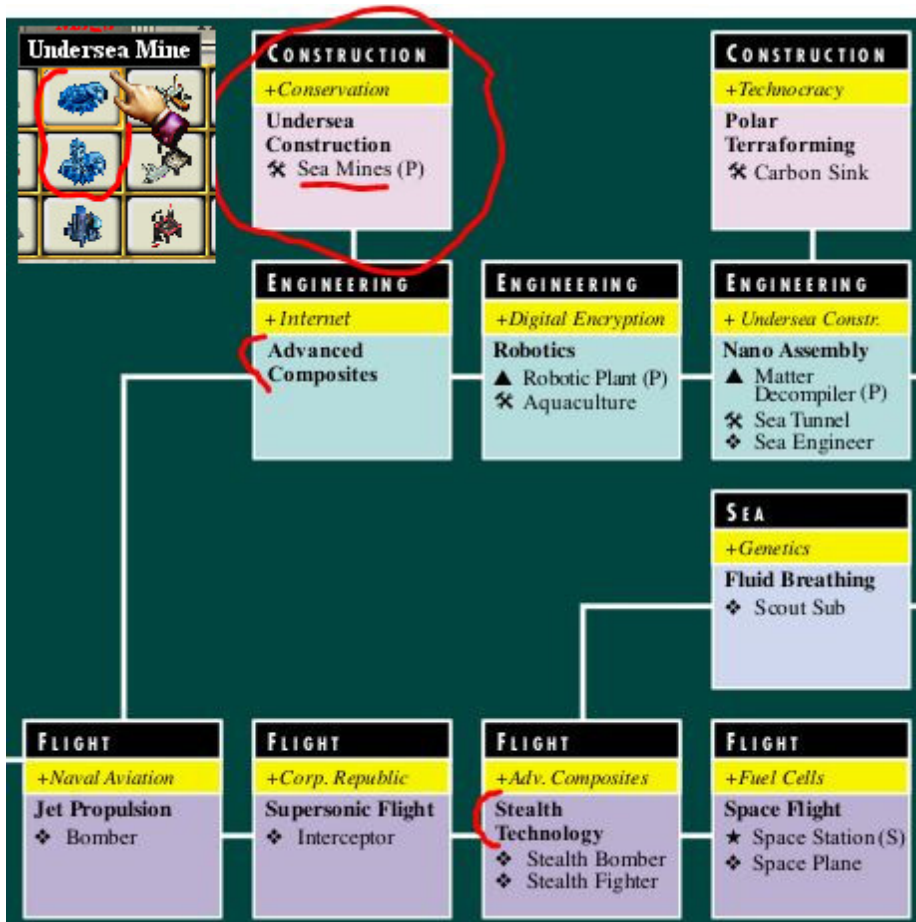 Undersea Mine
CONSTRUCTION
+Conservation
Undersea
Construction
Sea Mines (P)
CONSTRUCTION
+Technocracy
Polar
Terraforming
Carbon Sink
ENGINEERING
+Internet
Advanced
Composites
ENGINEERING
+Digital Encryption
Robotics
Robotic Plant (P)
Aquaculture
ENGINEERING
+ Undersea Constr.
Nano Assembly
Matter
Decompiler (P)
Sea Tunnel
Sea Engineer
SEA
+Genetics
Fluid Breathing
Scout Sub
FLIGHT
+Naval Aviation
Jet Propulsion
Bomber
FLIGHT
+Corp. Republic
Supersonic Flight
Interceptor
FLIGHT
+Adv. Composites
Stealth
Technology
Stealth Bomber
Stealth Fighter
FLIGHT
+Fuel Cells
Space Flight
Space Station (S)
Space Plane